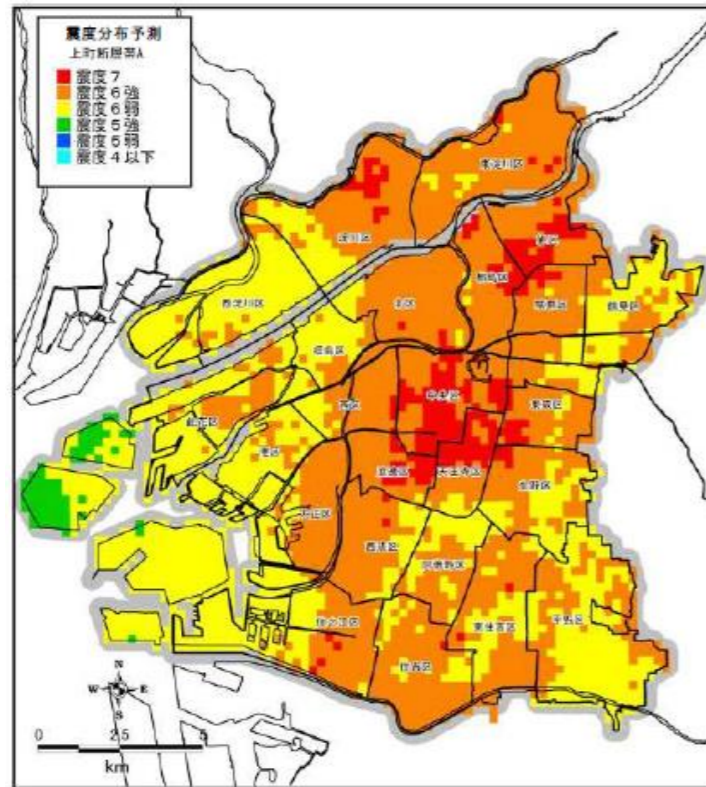 震度分布予測
上町断層帯A
震度7
震度6強
震度6弱
震度5強
震度5弱
震度4以下
東淀川区
淀川区
旭区
都島区
西淀川区
北区
城東区
鶴見区
福島区
中央区
西区
東成区
此花区
港区
浪速区
天王寺区
生野区
大正区
西成区
阿倍野区
住之江区
東住吉区
平野区
住吉区
N
W
E
S
0
2.5
5
km